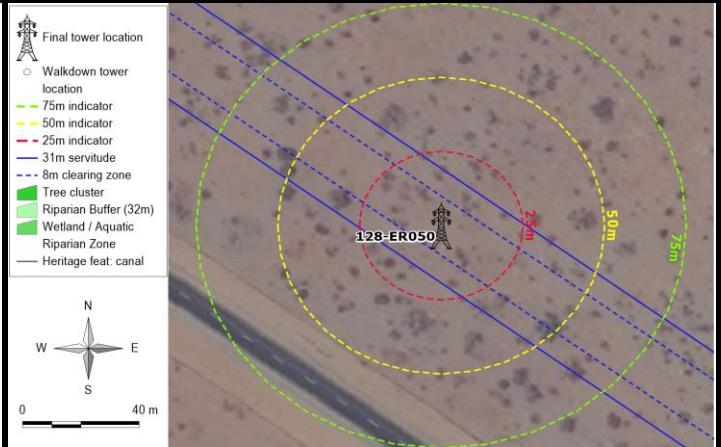 Final tower location
Walkdown tower
location
75m indicator
50m indicator
25m indicator
31m servitude
8m clearing zone
Tree cluster
Riparian Buffer (32m)
Wetland / Aquatic
Riparian Zone
Heritage feat: canal
N
W E
S
0 40 m
128-ER050
25m
50m
75m